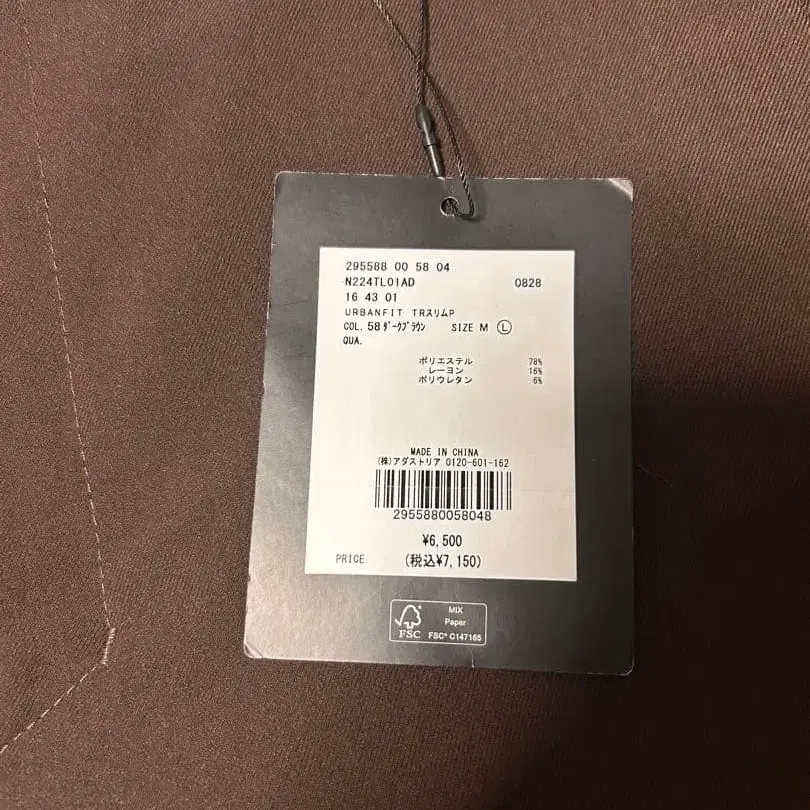 295588 00 58 04
N224TL01AD 0828
16 43 01
URBANFIT TRスリムP
COL. 58 ﾀﾞｰｸﾌﾞﾗｳﾝ SIZE M Ⓛ
QUA.
ポリエステル 78%
レーヨン 16%
ポリウレタン 6%
MADE IN CHINA
(株)アダストリア 0120-601-162
2955880058048
¥6,500
PRICE (税込¥7,150)
FSC
MIX
Paper
FSC® C147165